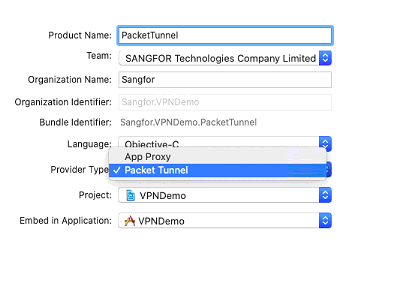 Product Name: PacketTunnel
Team: SANGFOR Technologies Company Limited
Organization Name: Sangfor
Organization Identifier: Sangfor.VPNDemo
Bundle Identifier: Sangfor.VPNDemo.PacketTunnel
Language: Objective-C
App Proxy
Provider Type: ✓ Packet Tunnel
Project: VPNDemo
Embed in Application: VPNDemo